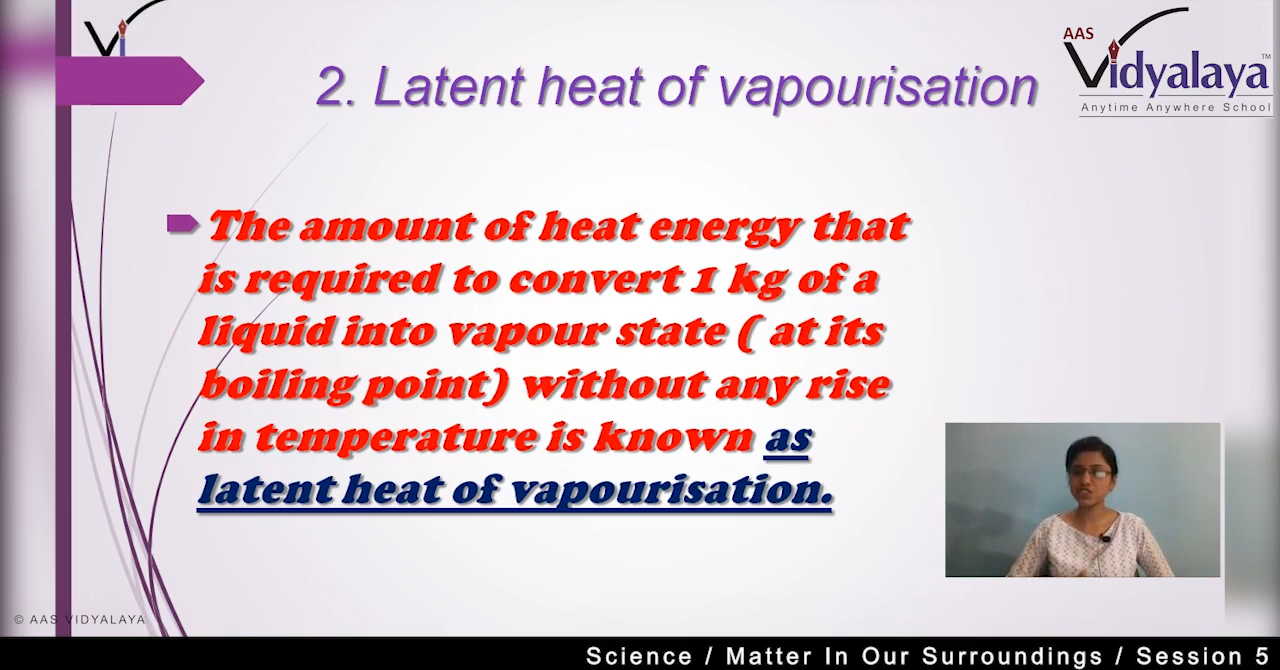 Vi
AAS
Vidyalaya
TM
Anytime Anywhere School
2. Latent heat of vapourisation
The amount of heat energy that
is required to convert 1 kg of a
liquid into vapour state ( at its
boiling point) without any rise
in temperature is known as
latent heat of vapourisation.
© AAS VIDYALAYA
Science / Matter In Our Surroundings / Session 5